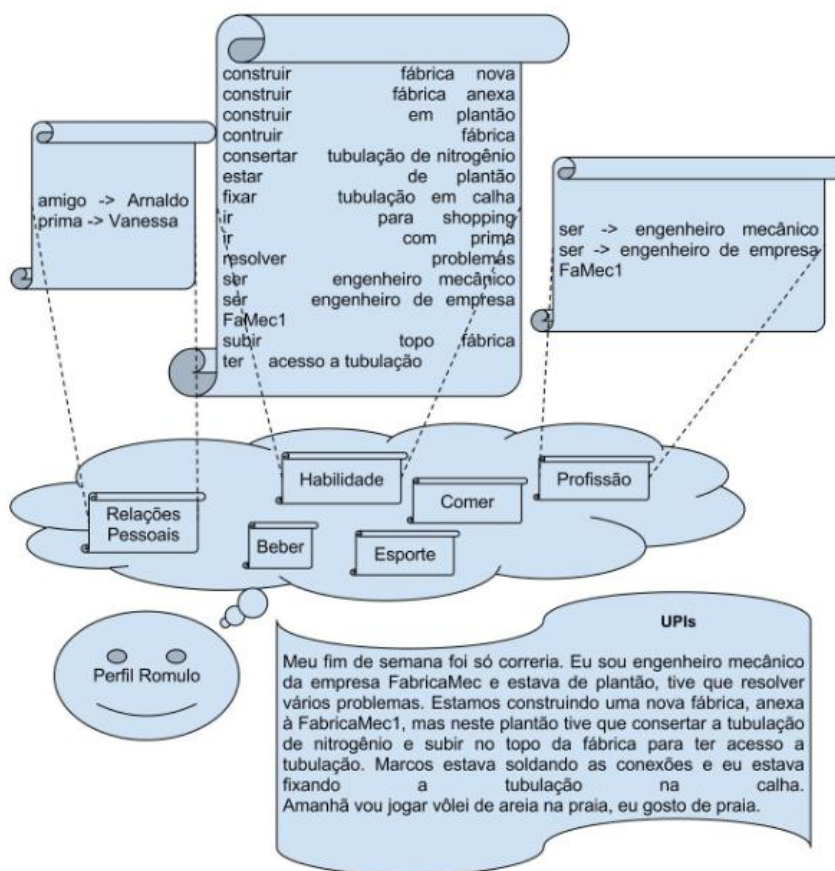 construir fábrica nova
construir fábrica anexa
construir em plantão
contruir fábrica
consertar tubulação de nitrogênio
estar de plantão
fixar tubulação em calha
ir para shopping
ir com prima
resolver problemas
ser engenheiro mecânico
ser engenheiro de empresa
FaMec1
subir topo fábrica
ter acesso a tubulação
amigo -> Arnaldo
prima -> Vanessa
ser -> engenheiro mecânico
ser -> engenheiro de empresa
FaMec1
Relações
Pessoais
Habilidade
Comer
Profissão
Beber
Esporte
Perfil Romulo
UPIs
Meu fim de semana foi só correria. Eu sou engenheiro mecânico
da empresa FabricaMec e estava de plantão, tive que resolver
vários problemas. Estamos construindo uma nova fábrica, anexa
à FabricaMec1, mas neste plantão tive que consertar a tubulação
de nitrogênio e subir no topo da fábrica para ter acesso a
tubulação. Marcos estava soldando as conexões e eu estava
fixando a tubulação na calha.
Amanhã vou jogar vôlei de areia na praia, eu gosto de praia.